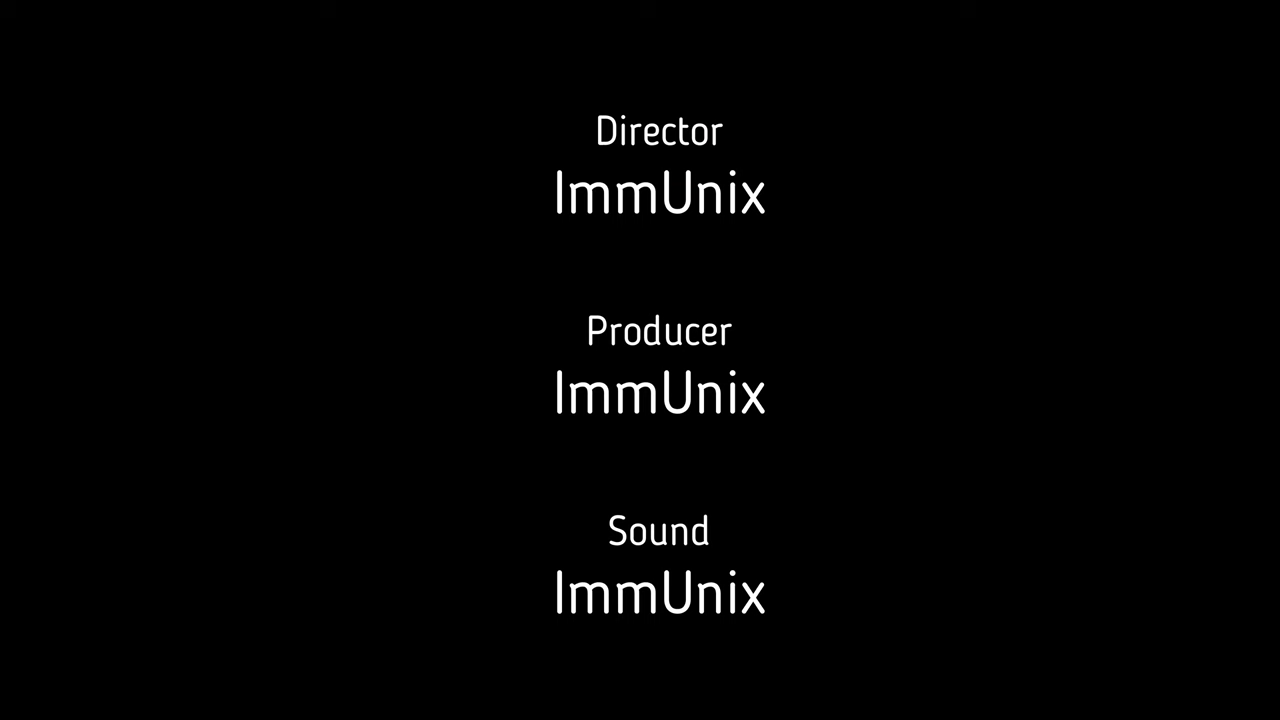 Director
ImmUnix
Producer
ImmUnix
Sound
ImmUnix